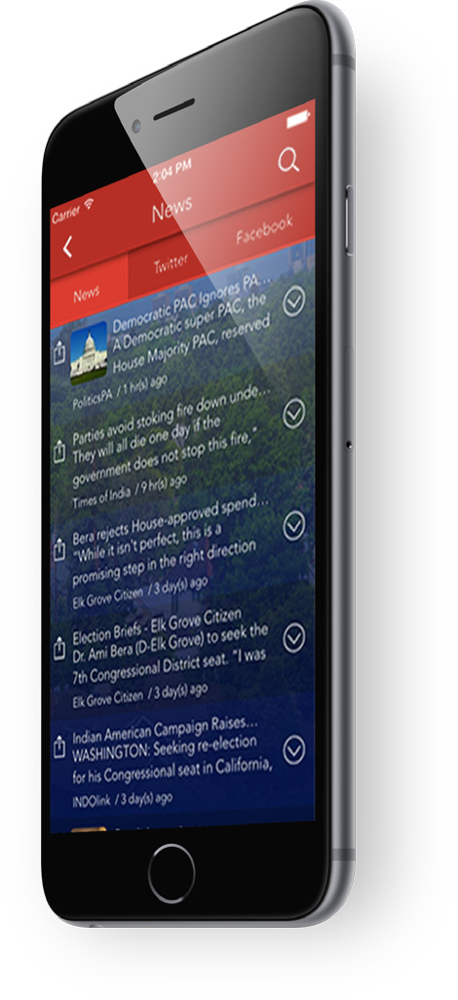 Carrier 2:04 PM
News
News Twitter Facebook
Democratic PAC Ignores PA...
A Democratic super PAC, the
House Majority PAC, reserved
PoliticsPA / 1 hr(s) ago
Parties avoid stoking fire down unde...
They will all die one day if the
government does not stop this fire,"
Times of India / 9 hr(s) ago
Bera rejects House-approved spend...
"While it isn't perfect, this is a
promising step in the right direction
Elk Grove Citizen / 3 day(s) ago
Election Briefs - Elk Grove Citizen
Dr. Ami Bera (D-Elk Grove) to seek the
7th Congressional District seat. "I was
Elk Grove Citizen / 3 day(s) ago
Indian American Campaign Raises...
WASHINGTON: Seeking re-election
for his Congressional seat in California,
INDOlink / 3 day(s) ago